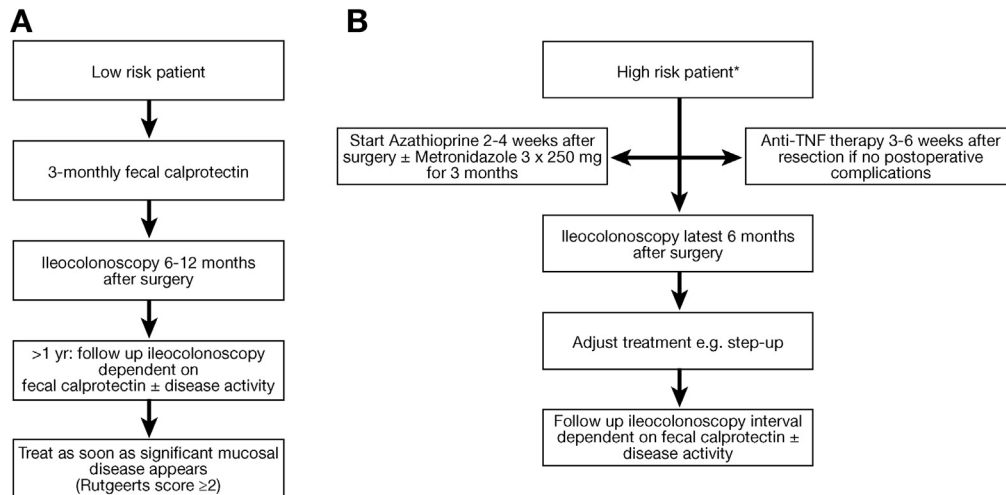 A
Low risk patient
3-monthly fecal calprotectin
Ileocolonoscopy 6-12 months
after surgery
>1 yr: follow up ileocolonoscopy
dependent on
fecal calprotectin ± disease activity
Treat as soon as significant mucosal
disease appears
(Rutgeerts score ≥2)
B
High risk patient*
Start Azathioprine 2-4 weeks after
surgery ± Metronidazole 3 x 250 mg
for 3 months
Anti-TNF therapy 3-6 weeks after
resection if no postoperative
complications
Ileocolonoscopy latest 6 months
after surgery
Adjust treatment e.g. step-up
Follow up ileocolonoscopy interval
dependent on fecal calprotectin ±
disease activity